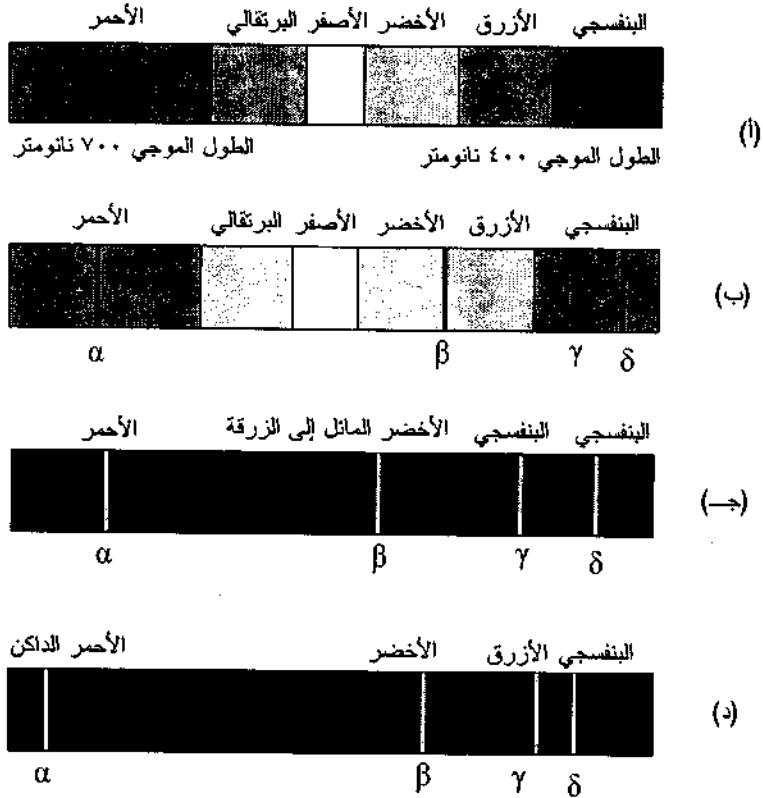 الأحمر البرتقالي الأصفر الأخضر الأزرق البنفسجي
(أ)
الطول الموجي ٧٠٠ نانومتر الطول الموجي ٤٠٠ نانومتر
الأحمر البرتقالي الأصفر الأخضر الأزرق البنفسجي
(ب)
α β γ δ
الأحمر الأخضر المائل إلى الزرقة البنفسجي البنفسجي
(جـ)
α β γ δ
الأحمر الداكن الأخضر الأزرق البنفسجي
(د)
α β γ δ